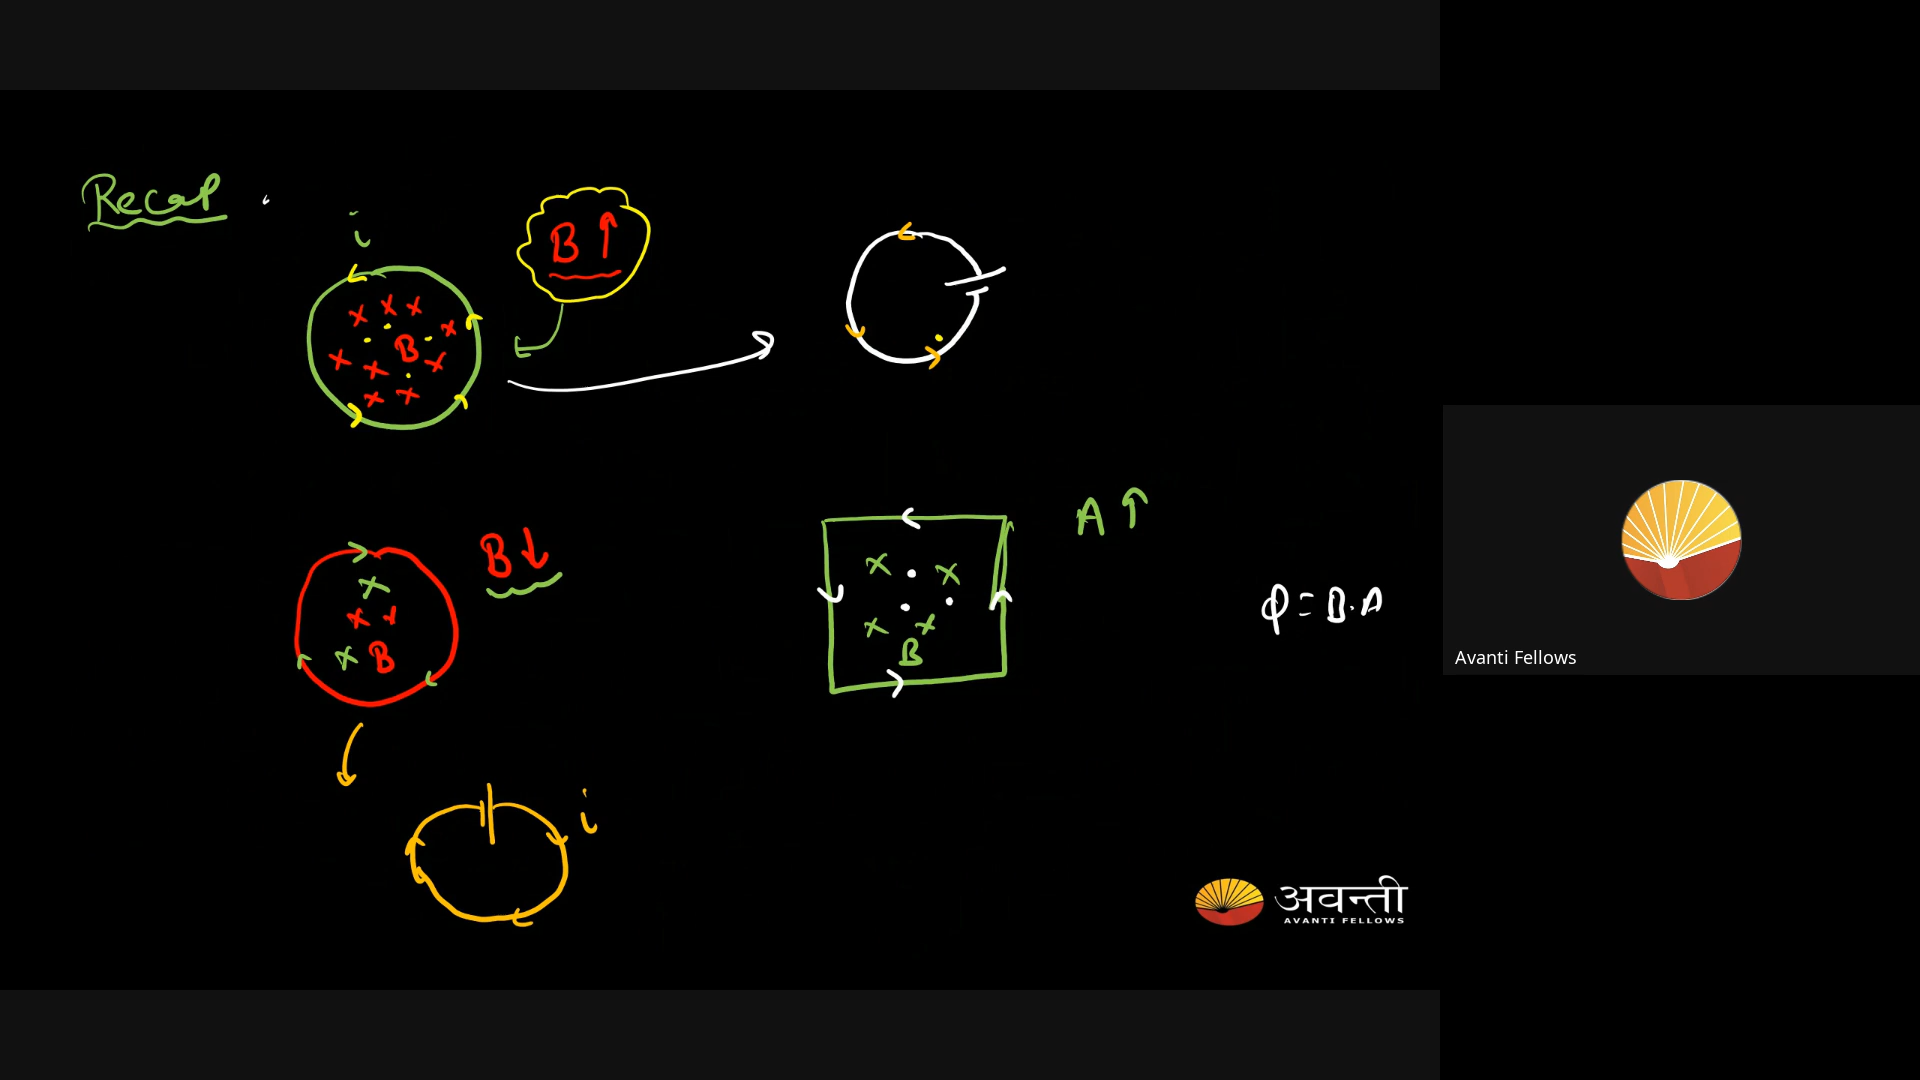 Recap
i
B ↑
x x x
x
B
x x x
x x
B ↓
x
x x
x B
i
A ↑
x x
x x
B
φ = B.A
Avanti Fellows
अवन्ती
AVANTI FELLOWS